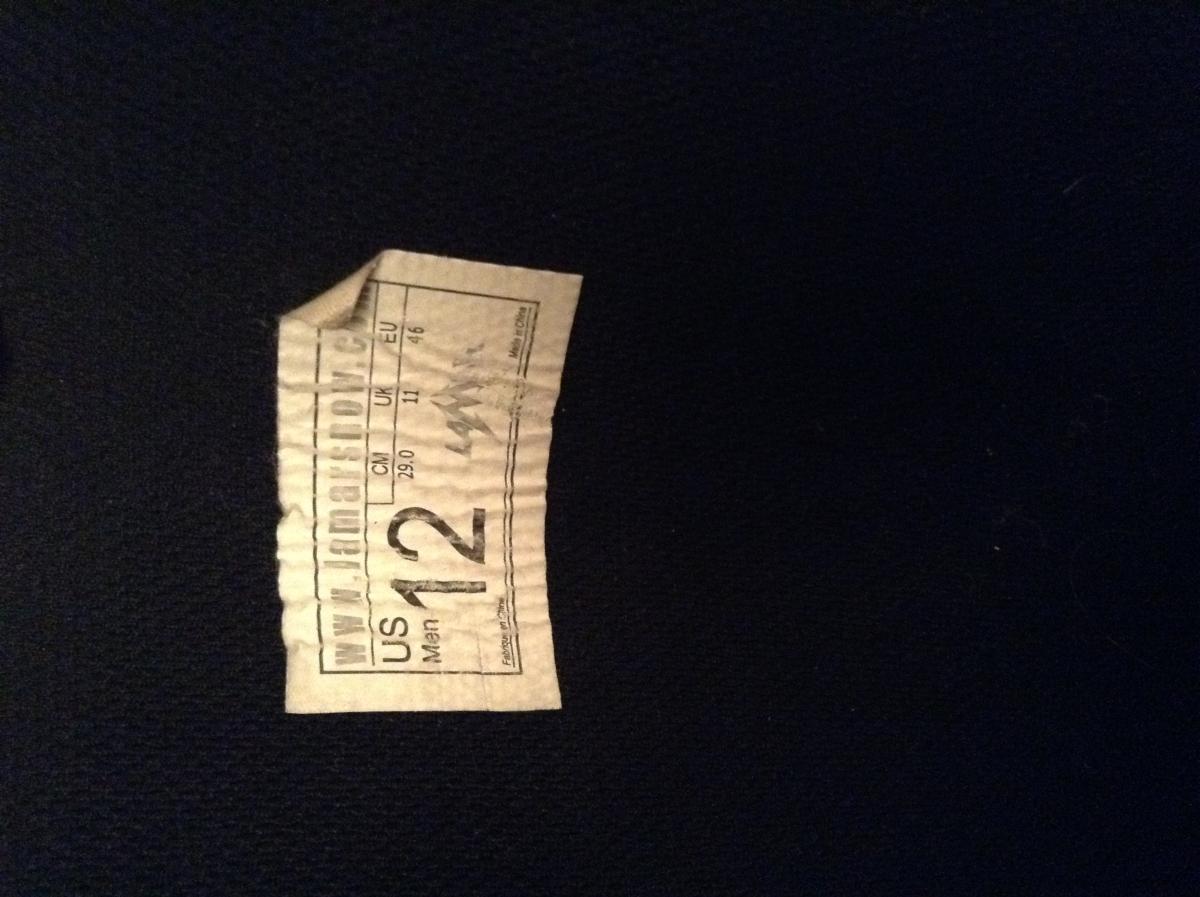 www.lamarsnow.c
US
Men
12
CM UK EU
29.0 11 46
Fabriqué en Chine
Made in China